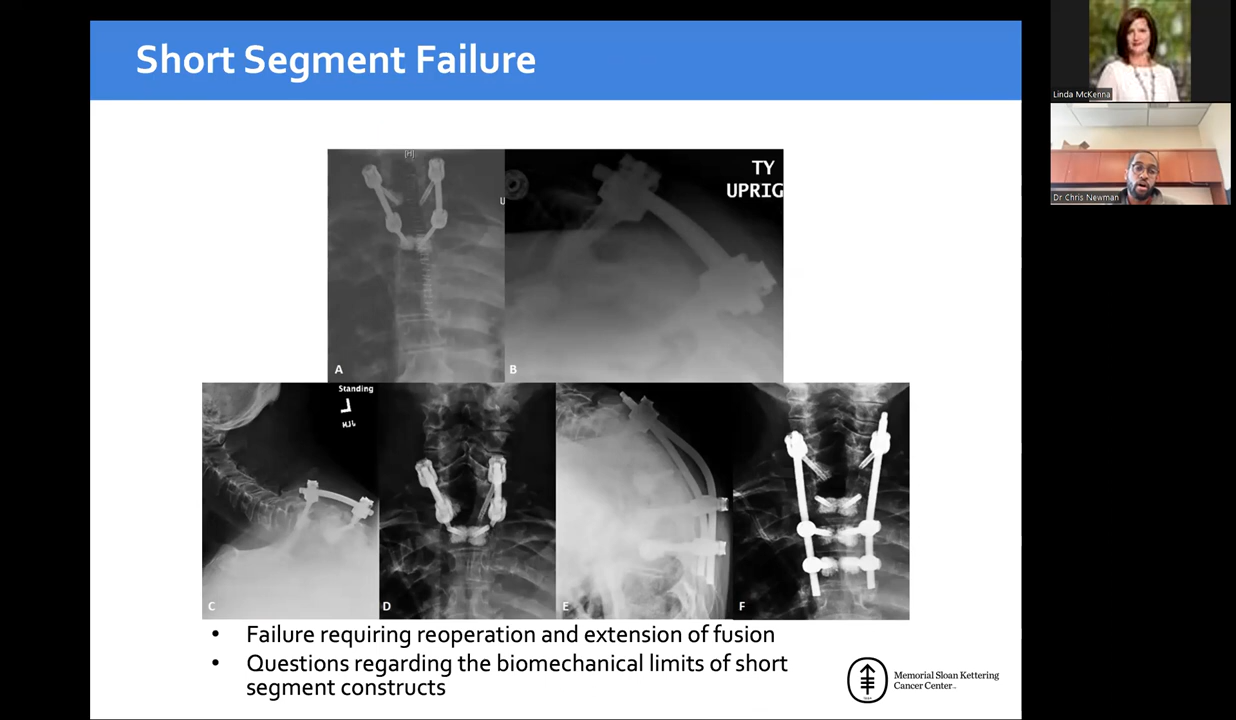 Short Segment Failure
Linda McKenna
Dr Chris Newman
[H]
U
TY
UPRIG
A
B
Standing
L
MJL
C
D
E
F
• Failure requiring reoperation and extension of fusion
• Questions regarding the biomechanical limits of short
segment constructs
Memorial Sloan Kettering
Cancer Center